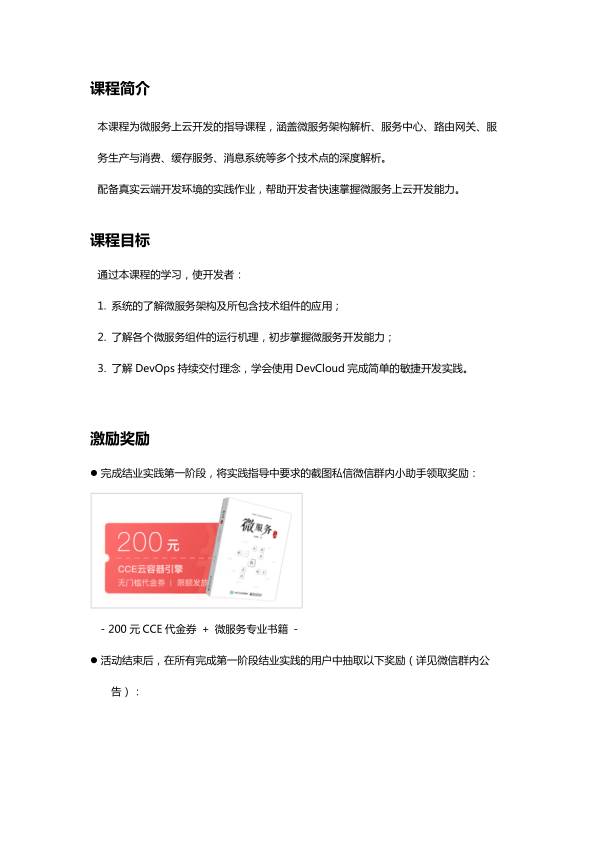 课程简介
本课程为微服务上云开发的指导课程，涵盖微服务架构解析、服务中心、路由网关、服
务生产与消费、缓存服务、消息系统等多个技术点的深度解析。
配备真实云端开发环境的实践作业，帮助开发者快速掌握微服务上云开发能力。
课程目标
通过本课程的学习，使开发者：
1. 系统的了解微服务架构及所包含技术组件的应用；
2. 了解各个微服务组件的运行机理，初步掌握微服务开发能力；
3. 了解 DevOps 持续交付理念，学会使用 DevCloud 完成简单的敏捷开发实践。
激励奖励
● 完成结业实践第一阶段，将实践指导中要求的截图私信微信群内小助手领取奖励：
200 元
CCE云容器引擎
无门槛代金券 | 限额发放
微服务
- 200 元 CCE 代金券 + 微服务专业书籍 -
● 活动结束后，在所有完成第一阶段结业实践的用户中抽取以下奖励（详见微信群内公
告）：